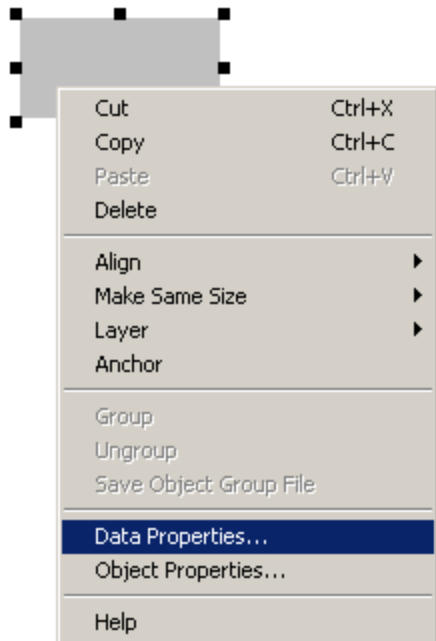 Cut Ctrl+X
Copy Ctrl+C
Paste Ctrl+V
Delete
Align
Make Same Size
Layer
Anchor
Group
Ungroup
Save Object Group File
Data Properties...
Object Properties...
Help